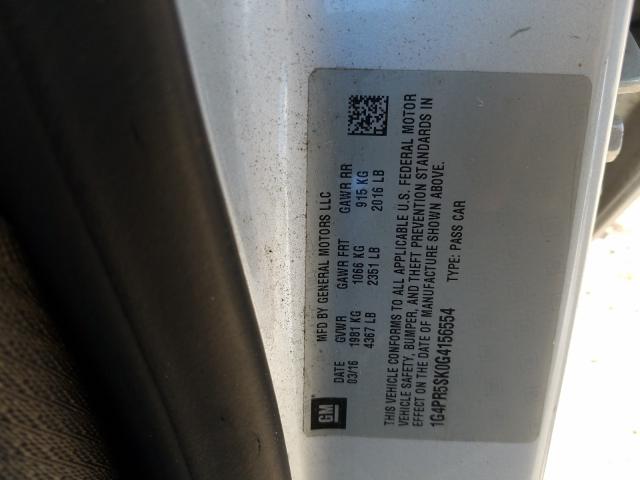 GM
MFD BY GENERAL MOTORS LLC
DATE GVWR GAWR FRT GAWR RR
03/16 1981 KG 1066 KG 915 KG
4367 LB 2351 LB 2016 LB
THIS VEHICLE CONFORMS TO ALL APPLICABLE U.S. FEDERAL MOTOR
VEHICLE SAFETY, BUMPER, AND THEFT PREVENTION STANDARDS IN
EFFECT ON THE DATE OF MANUFACTURE SHOWN ABOVE.
1G4PR5SK0G4156554 TYPE: PASS CAR